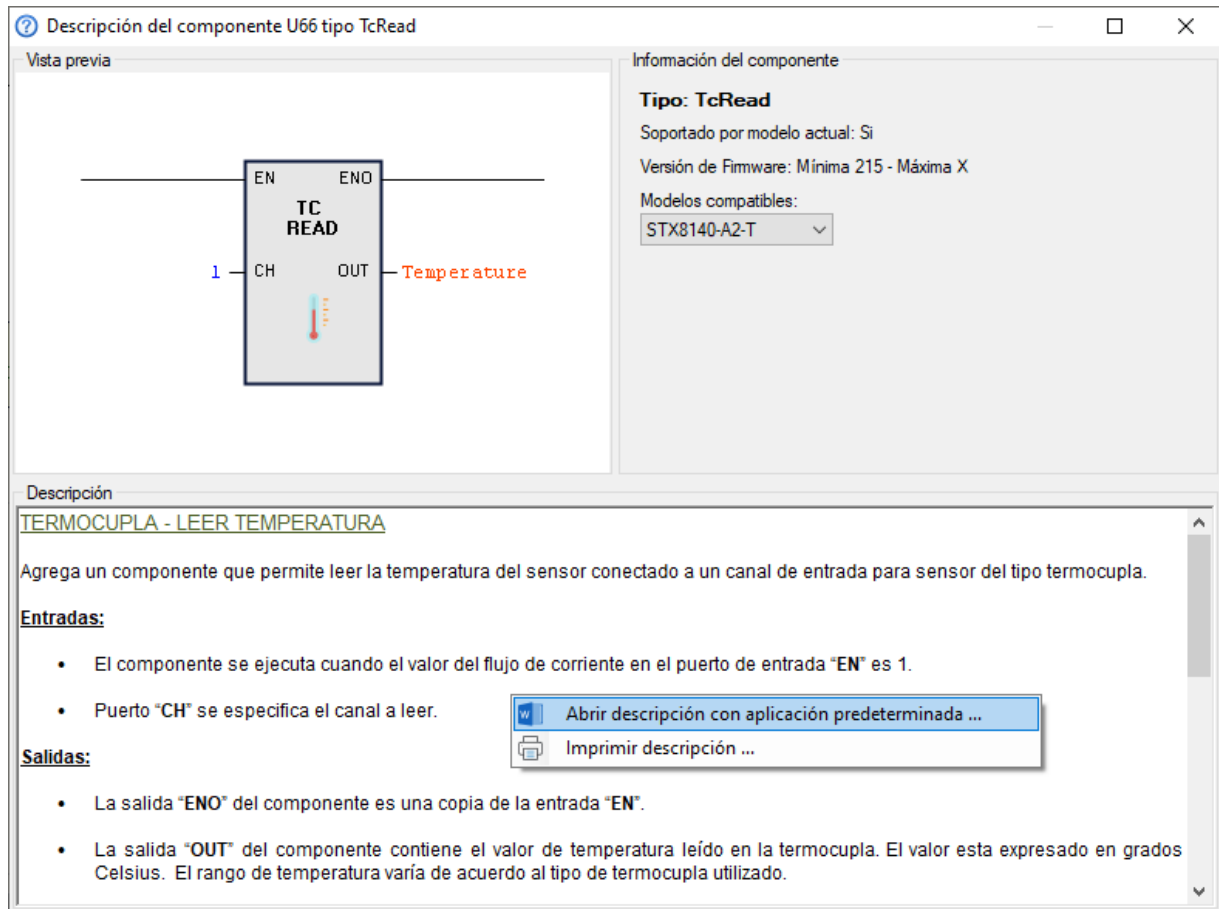 Descripción del componente U66 tipo TcRead
Vista previa
EN ENO
TC
READ
1 CH OUT Temperature
Información del componente
Tipo: TcRead
Soportado por modelo actual: Si
Versión de Firmware: Mínima 215 - Máxima X
Modelos compatibles:
STX8140-A2-T
Descripción
TERMOCUPLA - LEER TEMPERATURA
Agrega un componente que permite leer la temperatura del sensor conectado a un canal de entrada para sensor del tipo termocupla.
Entradas:
• El componente se ejecuta cuando el valor del flujo de corriente en el puerto de entrada “EN” es 1.
• Puerto “CH” se especifica el canal a leer.
Abrir descripción con aplicación predeterminada ...
Imprimir descripción ...
Salidas:
• La salida “ENO” del componente es una copia de la entrada “EN”.
• La salida “OUT” del componente contiene el valor de temperatura leído en la termocupla. El valor esta expresado en grados
Celsius. El rango de temperatura varía de acuerdo al tipo de termocupla utilizado.